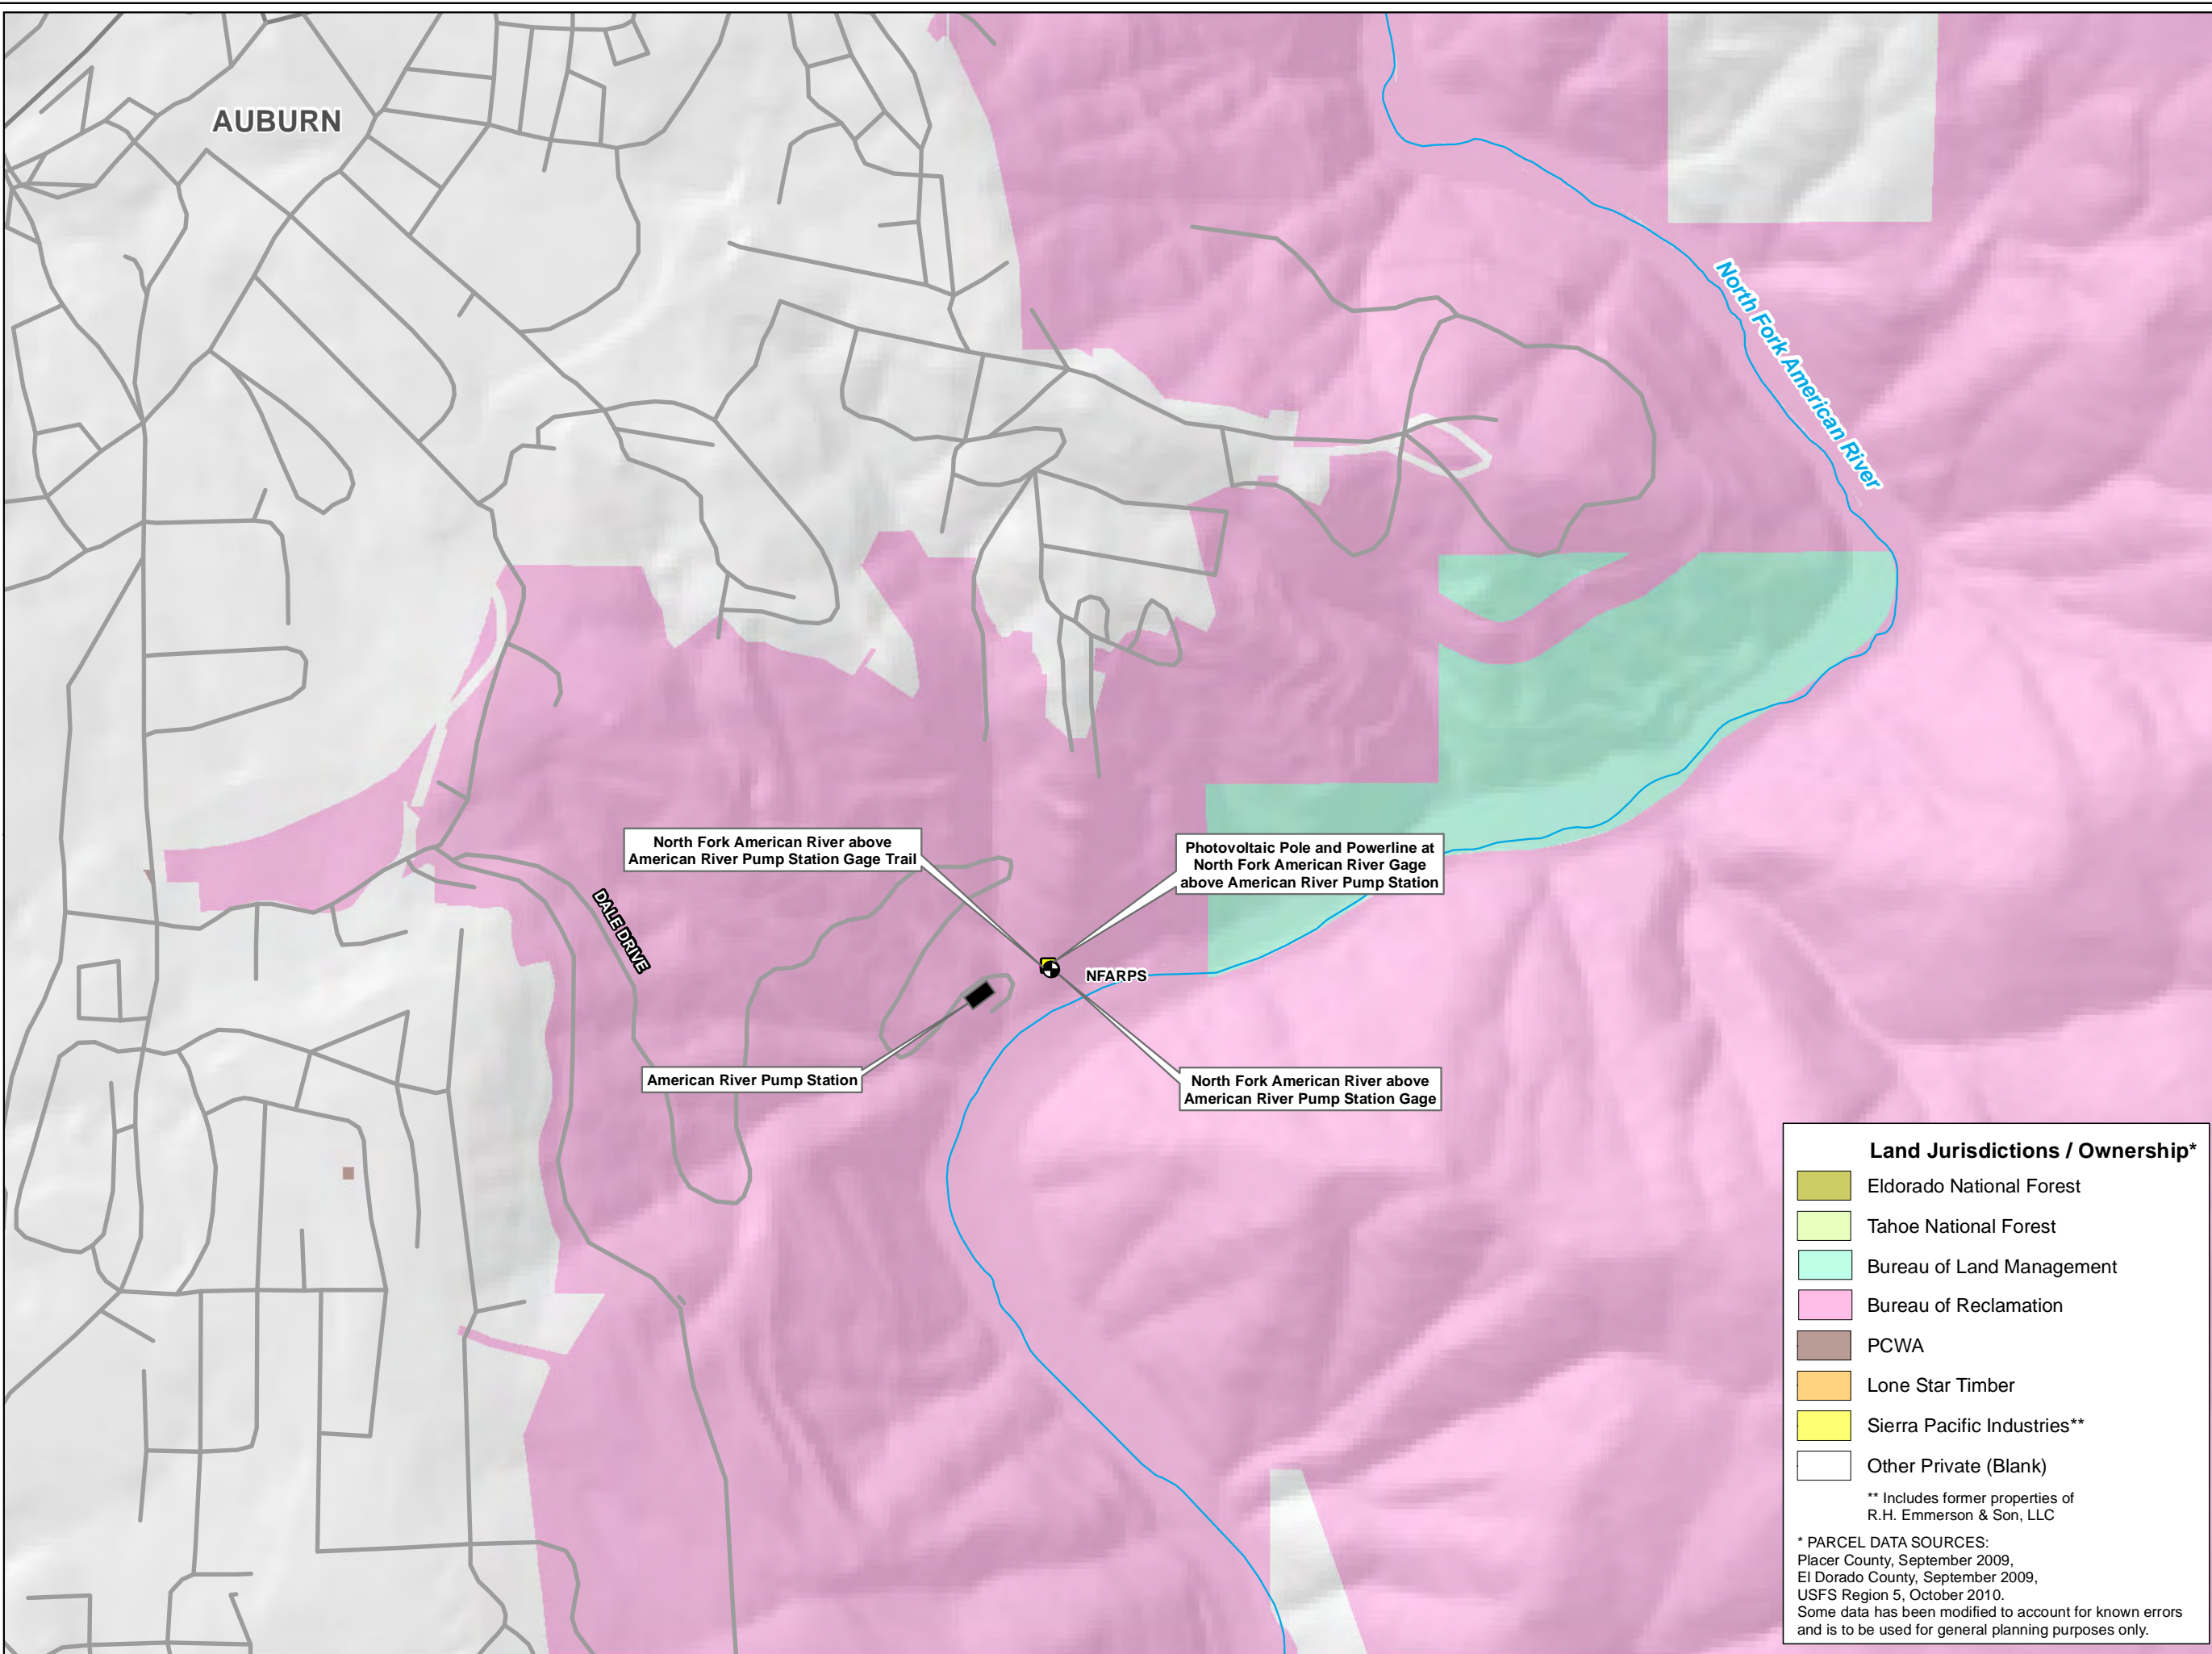 AUBURN
North Fork American River
North Fork American River above
American River Pump Station Gage Trail
Photovoltaic Pole and Powerline at
North Fork American River Gage
above American River Pump Station
DALE DRIVE
NFARPS
American River Pump Station
North Fork American River above
American River Pump Station Gage
Land Jurisdictions / Ownership*
Eldorado National Forest
Tahoe National Forest
Bureau of Land Management
Bureau of Reclamation
PCWA
Lone Star Timber
Sierra Pacific Industries**
Other Private (Blank)
** Includes former properties of
R.H. Emmerson & Son, LLC
* PARCEL DATA SOURCES:
Placer County, September 2009,
El Dorado County, September 2009,
USFS Region 5, October 2010.
Some data has been modified to account for known errors
and is to be used for general planning purposes only.